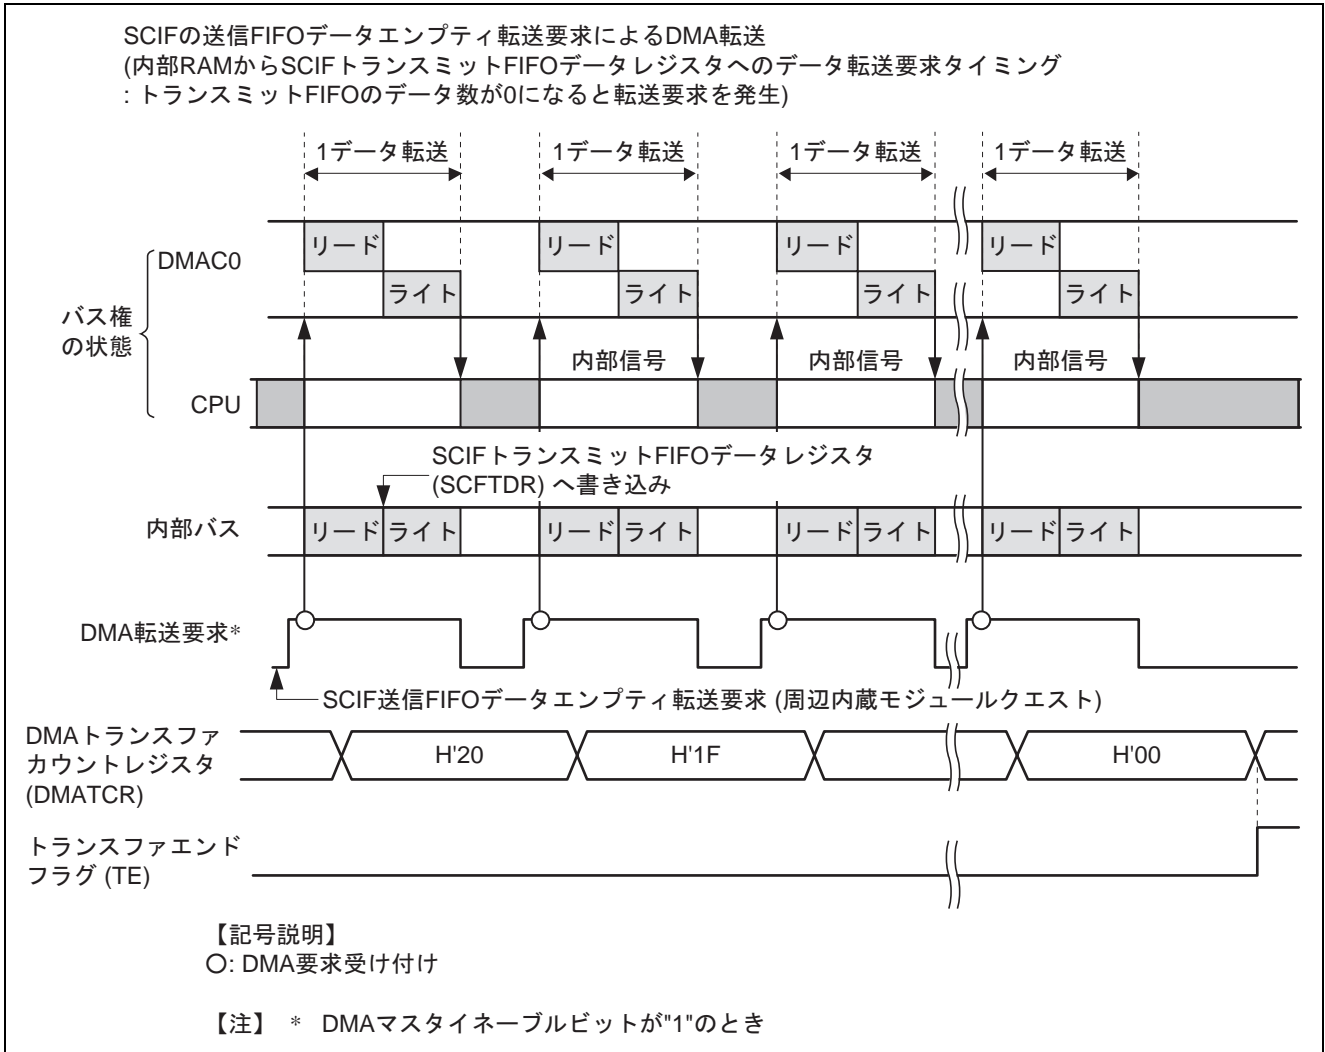 SCIFの送信FIFOデータエンプティ転送要求によるDMA転送
(内部RAMからSCIFトランスミットFIFOデータレジスタへのデータ転送要求タイミング
: トランスミットFIFOのデータ数が0になると転送要求を発生)
1データ転送 1データ転送 1データ転送 1データ転送
リード リード リード リード
DMAC0
ライト ライト ライト ライト
バス権
の状態
内部信号 内部信号 内部信号
CPU
SCIFトランスミットFIFOデータレジスタ
(SCFTDR) へ書き込み
内部バス リード ライト リード ライト リード ライト リード ライト
DMA転送要求*
SCIF送信FIFOデータエンプティ転送要求 (周辺内蔵モジュールクエスト)
DMAトランスファ
カウントレジスタ H'20 H'1F H'00
(DMATCR)
トランスファエンド
フラグ (TE)
【記号説明】
○: DMA要求受け付け
【注】 * DMAマスタイネーブルビットが"1"のとき